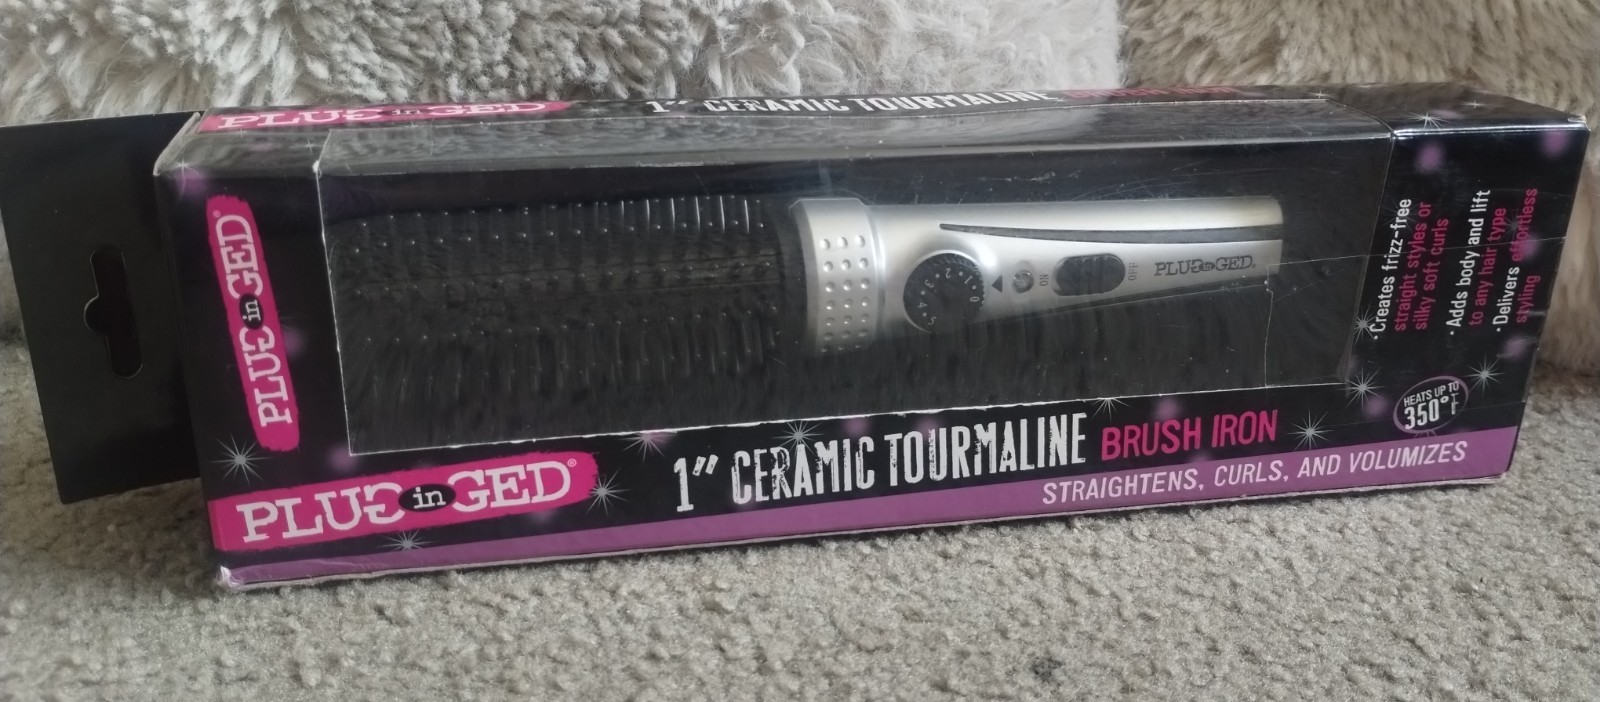 PLUG in GED
1" CERAMIC TOURMALINE BRUSH IRON
PLUG in GED
2
3
4
5
0
ON
OFF
PLUG in GED®
• Creates frizz-free
straight styles or
silky soft curls
• Adds body and lift
to any hair type
• Delivers effortless
styling
HEATS UP TO
350°F
PLUG in GED®
1" CERAMIC TOURMALINE BRUSH IRON
STRAIGHTENS, CURLS, AND VOLUMIZES